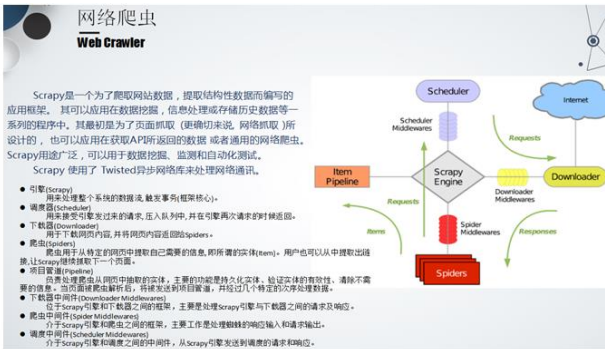 网络爬虫
Web Crawler
Scrapy是一个为了爬取网站数据，提取结构性数据而编写的
应用框架。 其可以应用在数据挖掘，信息处理或存储历史数据等一
系列的程序中。其最初是为了页面抓取 (更确切来说, 网络抓取 )所
设计的， 也可以应用在获取API所返回的数据 或者通用的网络爬虫。
Scrapy用途广泛，可以用于数据挖掘、监测和自动化测试。
Scrapy 使用了 Twisted异步网络库来处理网络通讯。
● 引擎(Scrapy)
用来处理整个系统的数据流, 触发事务(框架核心)。
● 调度器(Scheduler)
用来接受引擎发过来的请求, 压入队列中, 并在引擎再次请求的时候返回。
● 下载器(Downloader)
用于下载网页内容, 并将网页内容返回给Spiders。
● 爬虫(Spiders)
爬虫用于从特定的网页中提取自己需要的信息, 即所谓的实体(Item)。用户也可以从中提取出链
接,让Scrapy继续抓取下一个页面。
● 项目管道(Pipeline)
负责处理爬虫从网页中抽取的实体，主要的功能是持久化实体、验证实体的有效性、清除不需
要的信息。当页面被爬虫解析后，将被发送到项目管道，并经过几个特定的次序处理数据。
● 下载器中间件(Downloader Middlewares)
位于Scrapy引擎和下载器之间的框架，主要是处理Scrapy引擎与下载器之间的请求及响应。
● 爬虫中间件(Spider Middlewares)
介于Scrapy引擎和爬虫之间的框架，主要工作是处理蜘蛛的响应输入和请求输出。
● 调度中间件(Scheduler Middlewares)
介于Scrapy引擎和调度之间的中间件，从Scrapy引擎发送到调度的请求和响应。
Scheduler
Internet
Scheduler
Middlewares
Requests
Item
Pipeline
Scrapy
Engine
Downloader
Requests
Downloader
Middlewares
Items
Spider
Middlewares
Responses
Spiders